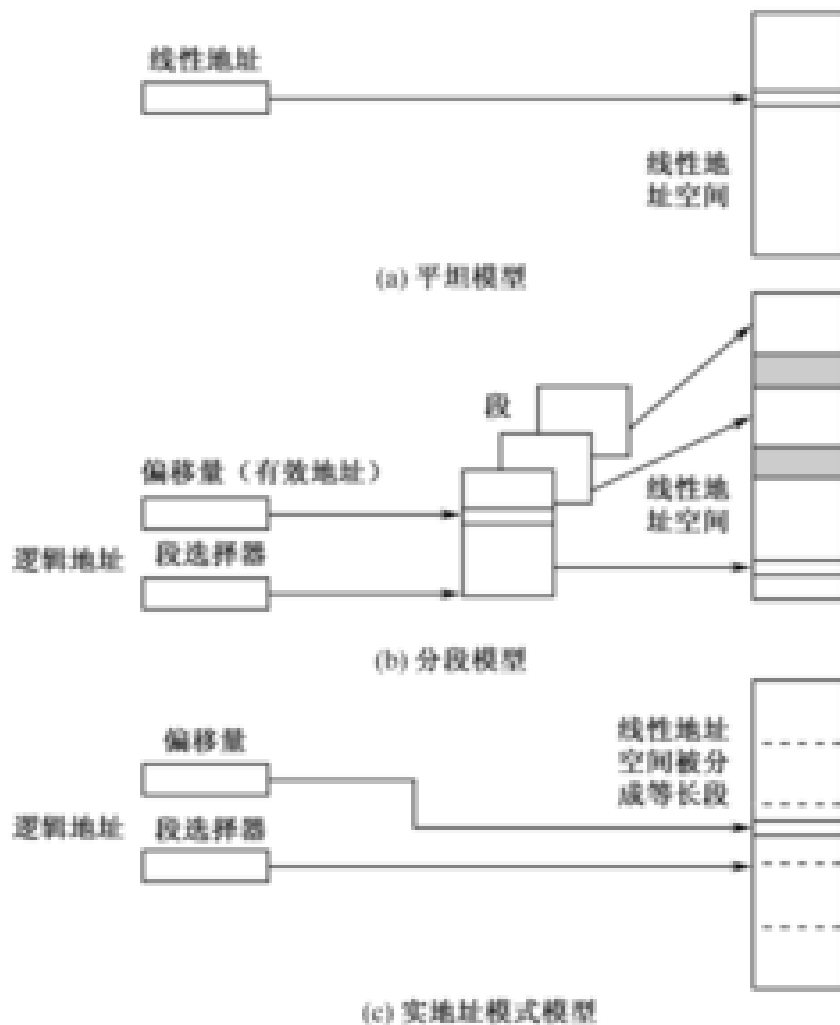 线性地址
线性地
址空间
(a) 平坦模型
段
偏移量（有效地址）
线性地
址空间
逻辑地址
段选择器
(b) 分段模型
偏移量
线性地址
空间被分
成等长段
逻辑地址
段选择器
(c) 实地址模式模型